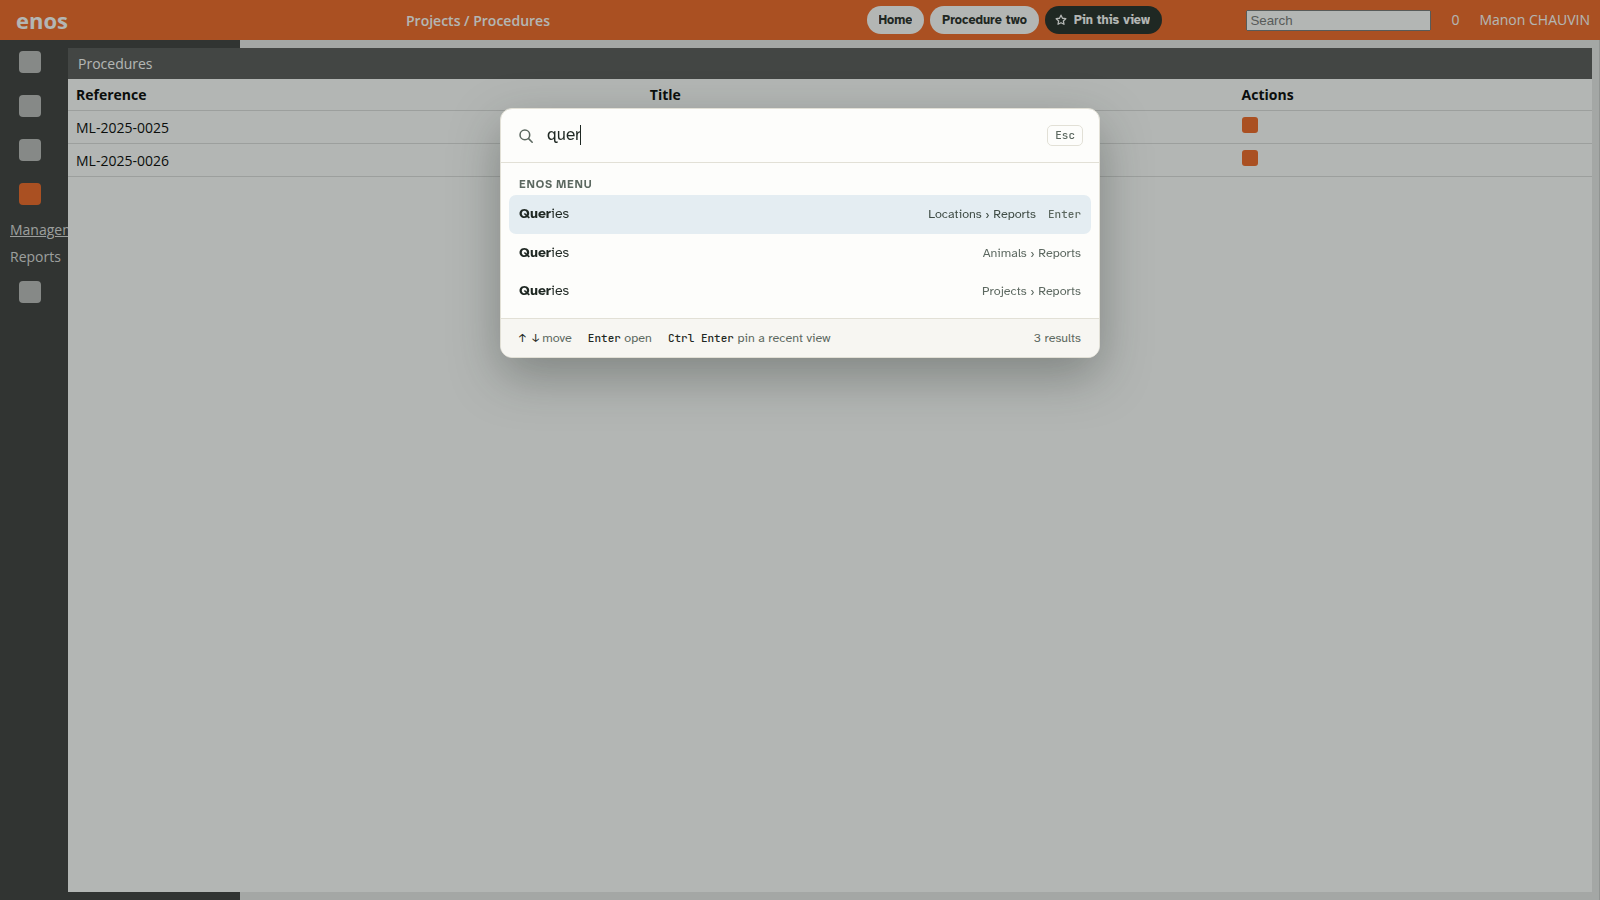 enos
Projects / Procedures
Home
Procedure two
Pin this view
Search
0
Manon CHAUVIN
Procedures
Reference
Title
Actions
ML-2025-0025
ML-2025-0026
Reports
quer
Esc
ENOS MENU
Queries
Locations › Reports
Enter
Queries
Animals › Reports
Queries
Projects › Reports
↑ ↓ move
Enter open
Ctrl Enter pin a recent view
3 results